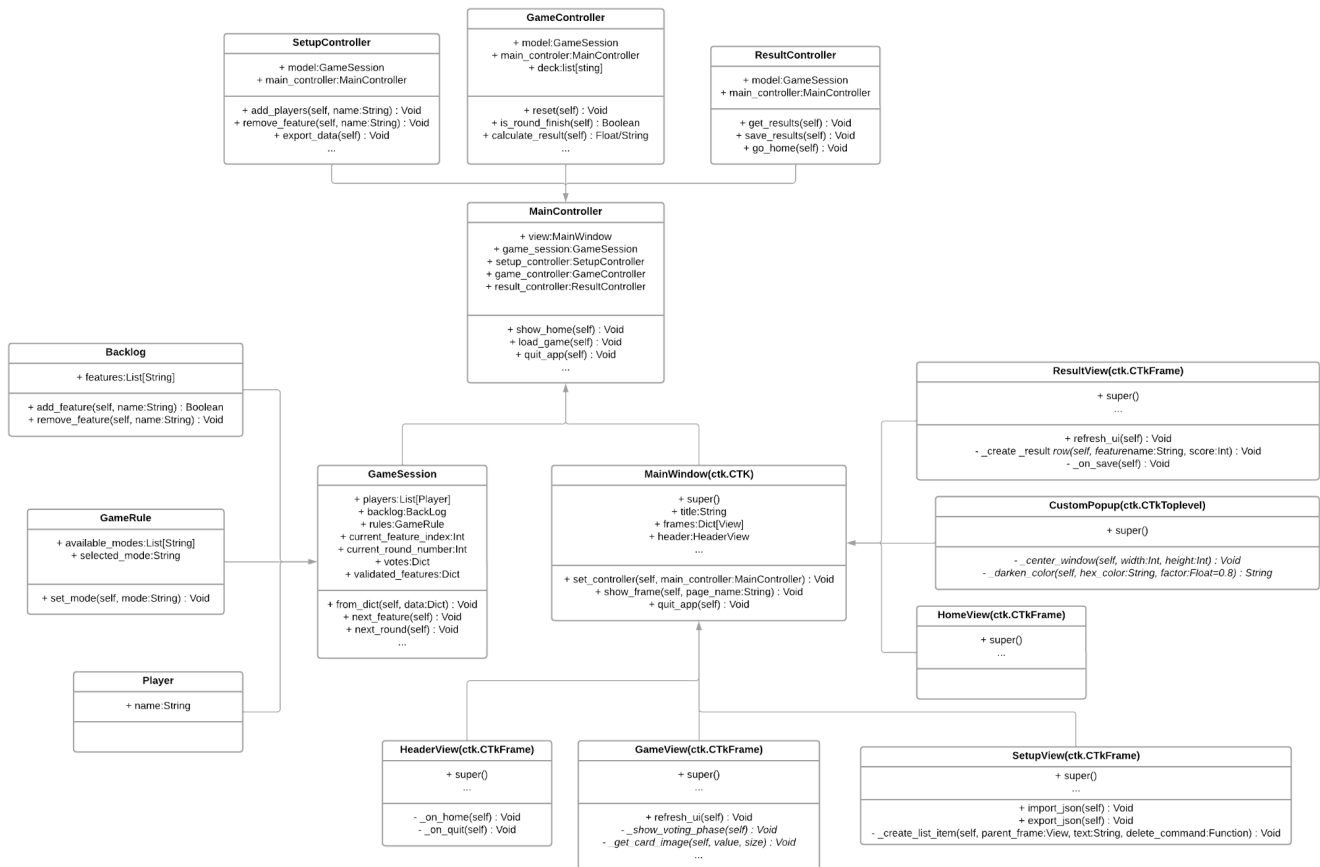 GameController
+ model:GameSession
+ main_controler:MainController
+ deck:list[sting]
+ reset(self) : Void
+ is_round_finish(self) : Boolean
+ calculate_result(self) : Float/String
...
SetupController
+ model:GameSession
+ main_controller:MainController
+ add_players(self, name:String) : Void
+ remove_feature(self, name:String) : Void
+ export_data(self) : Void
...
ResultController
+ model:GameSession
+ main_controller:MainController
+ get_results(self) : Void
+ save_results(self) : Void
+ go_home(self) : Void
MainController
+ view:MainWindow
+ game_session:GameSession
+ setup_controller:SetupController
+ game_controller:GameController
+ result_controller:ResultController
+ show_home(self) : Void
+ load_game(self) : Void
+ quit_app(self) : Void
...
Backlog
+ features:List[String]
+ add_feature(self, name:String) : Boolean
+ remove_feature(self, name:String) : Void
GameRule
+ available_modes:List[String]
+ selected_mode:String
+ set_mode(self, mode:String) : Void
Player
+ name:String
GameSession
+ players:List[Player]
+ backlog:BackLog
+ rules:GameRule
+ current_feature_index:Int
+ current_round_number:Int
+ votes:Dict
+ validated_features:Dict
+ from_dict(self, data:Dict) : Void
+ next_feature(self) : Void
+ next_round(self) : Void
...
MainWindow(ctk.CTK)
+ super()
+ title:String
+ frames:Dict[View]
+ header:HeaderView
...
+ set_controller(self, main_controller:MainController) : Void
+ show_frame(self, page_name:String) : Void
+ quit_app(self) : Void
ResultView(ctk.CTkFrame)
+ super()
...
+ refresh_ui(self) : Void
- _create _result row(self, featurename:String, score:Int) : Void
- _on_save(self) : Void
CustomPopup(ctk.CTkToplevel)
+ super()
- _center_window(self, width:Int, height:Int) : Void
- _darken_color(self, hex_color:String, factor:Float=0.8) : String
HomeView(ctk.CTkFrame)
+ super()
...
HeaderView(ctk.CTkFrame)
+ super()
...
- _on_home(self) : Void
- _on_quit(self) : Void
GameView(ctk.CTkFrame)
+ super()
...
+ refresh_ui(self) : Void
- _show_voting_phase(self) : Void
- _get_card_image(self, value, size) : Void
...
SetupView(ctk.CTkFrame)
+ super()
...
+ import_json(self) : Void
+ export_json(self) : Void
- _create_list_item(self, parent_frame:View, text:String, delete_command:Function) : Void